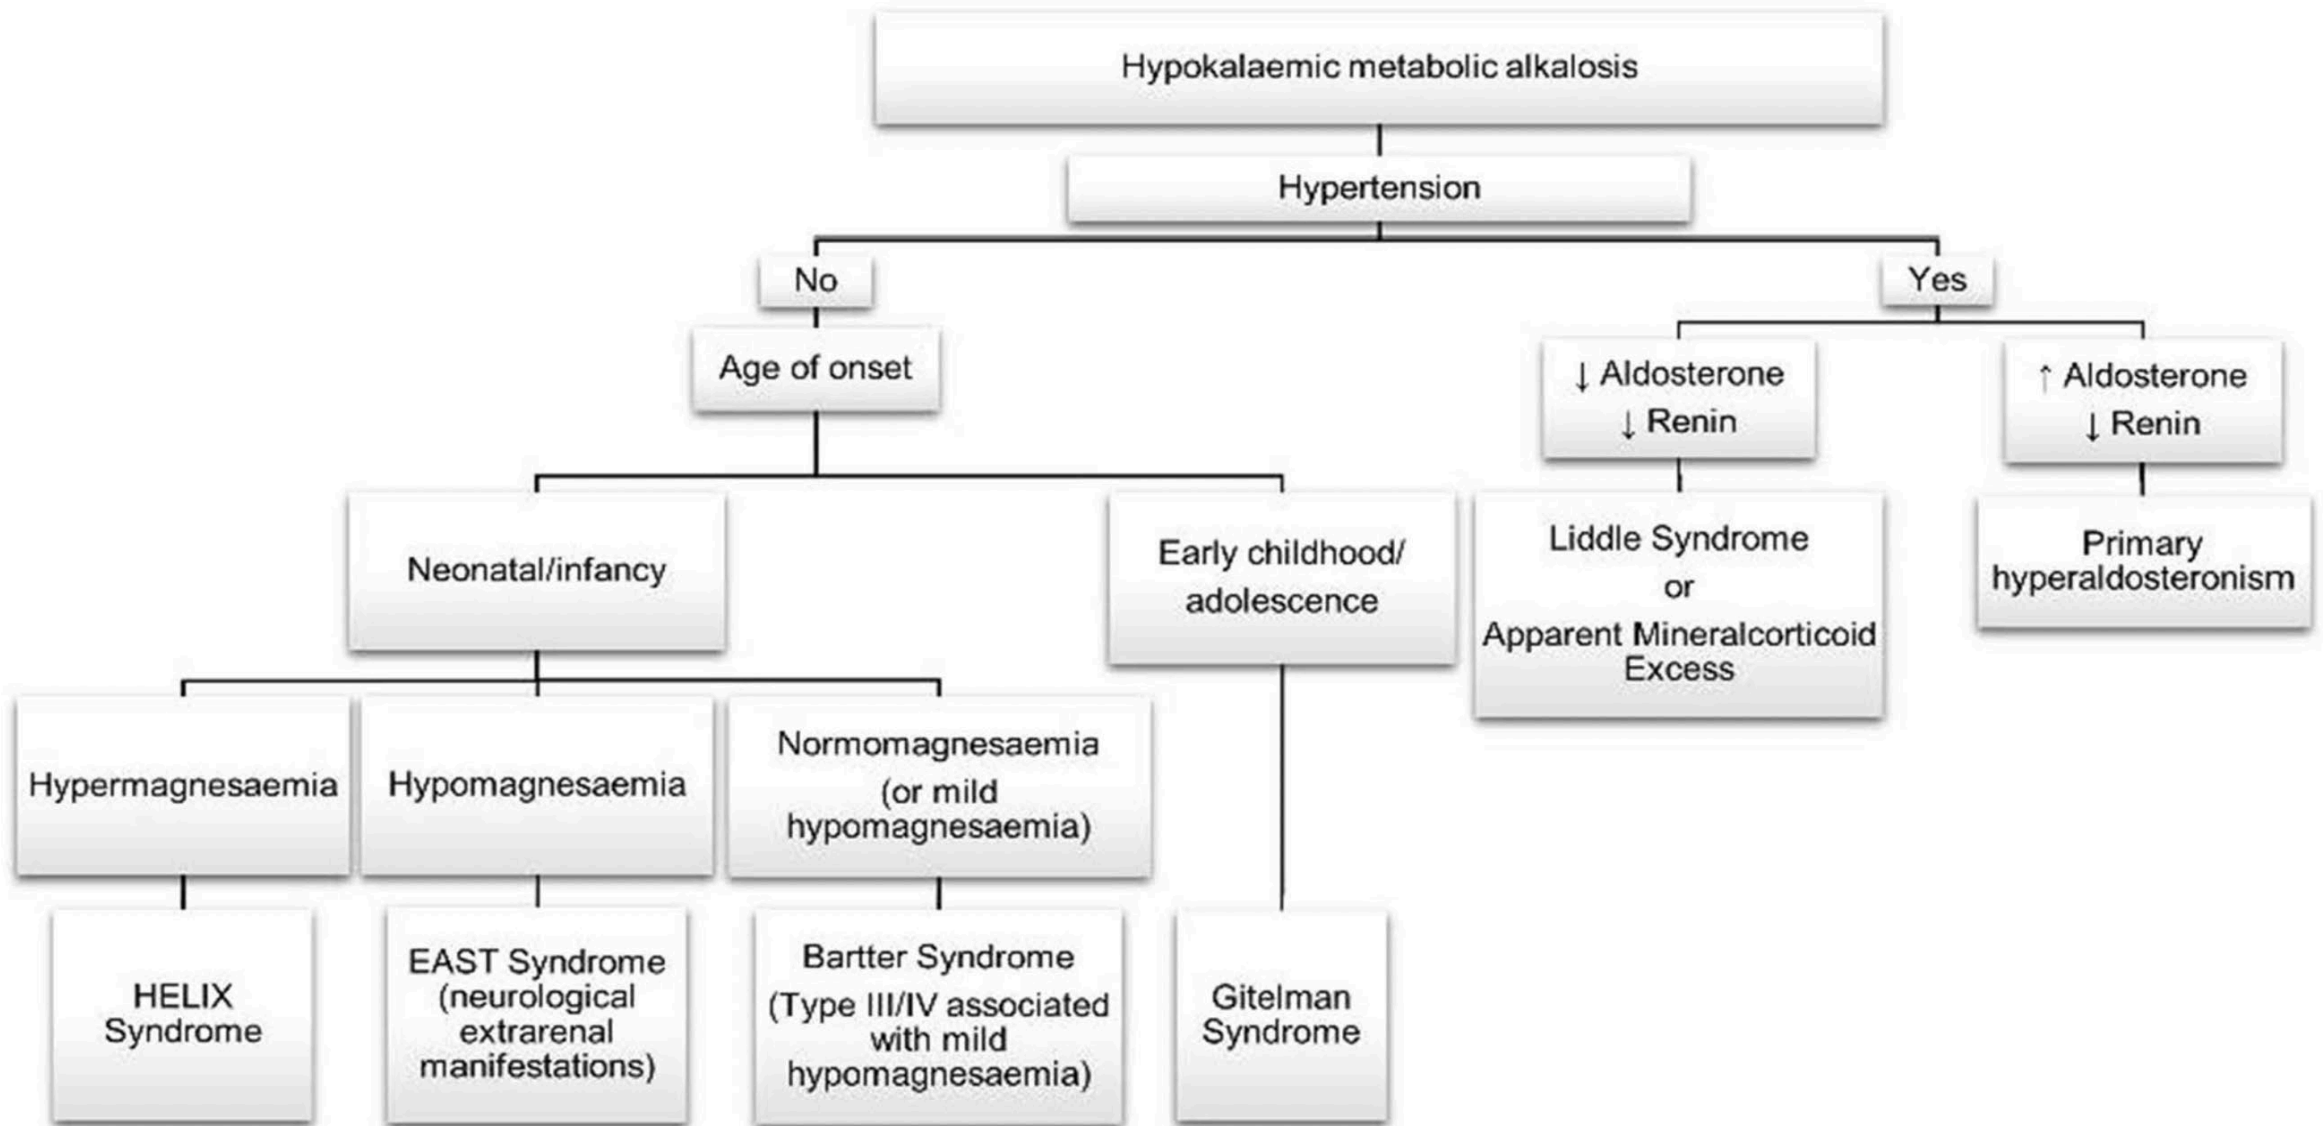 Hypokalaemic metabolic alkalosis
Hypertension
No
Yes
Age of onset
↓ Aldosterone
↓ Renin
↑ Aldosterone
↓ Renin
Neonatal/infancy
Early childhood/
adolescence
Liddle Syndrome
or
Apparent Mineralcorticoid
Excess
Primary
hyperaldosteronism
Hypermagnesaemia
Hypomagnesaemia
Normomagnesaemia
(or mild
hypomagnesaemia)
HELIX
Syndrome
EAST Syndrome
(neurological
extrarenal
manifestations)
Bartter Syndrome
(Type III/IV associated
with mild
hypomagnesaemia)
Gitelman
Syndrome